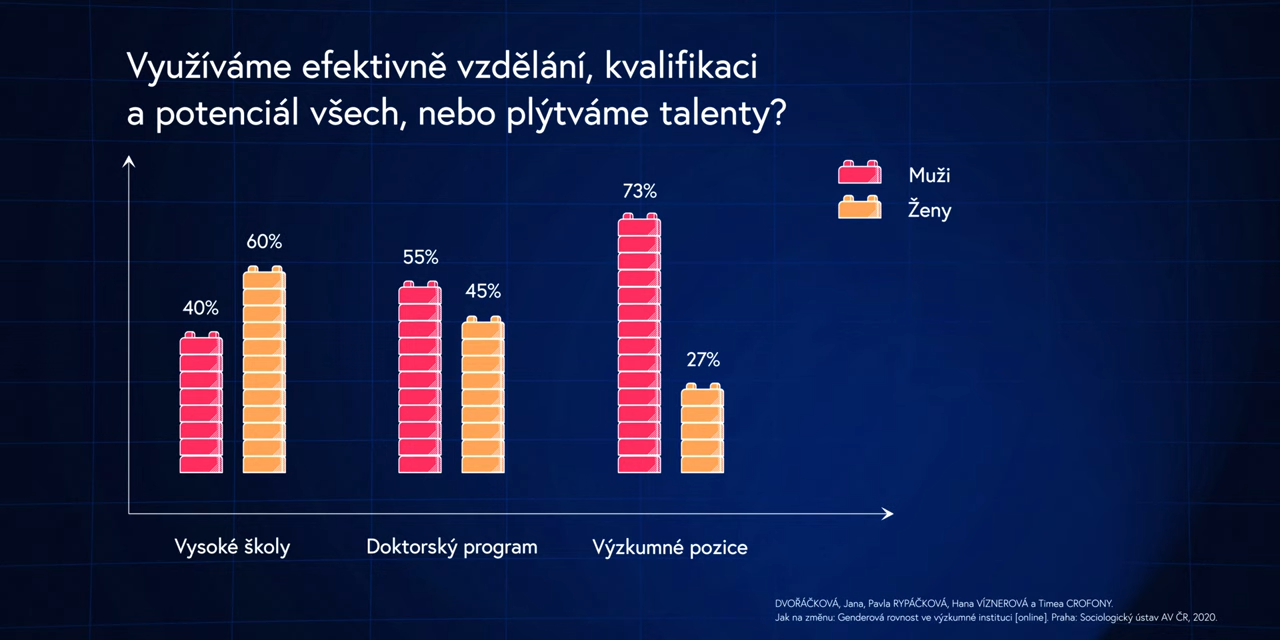 Využíváme efektivně vzdělání, kvalifikaci
a potenciál všech, nebo plýtváme talenty?
Muži
Ženy
40%
60%
55%
45%
73%
27%
Vysoké školy
Doktorský program
Výzkumné pozice
DVOŘÁČKOVÁ, Jana, Pavla RYPÁČKOVÁ, Hana VÍZNEROVÁ a Timea CROFONY.
Jak na změnu: Genderová rovnost ve výzkumné instituci [online]. Praha: Sociologický ústav AV ČR, 2020.